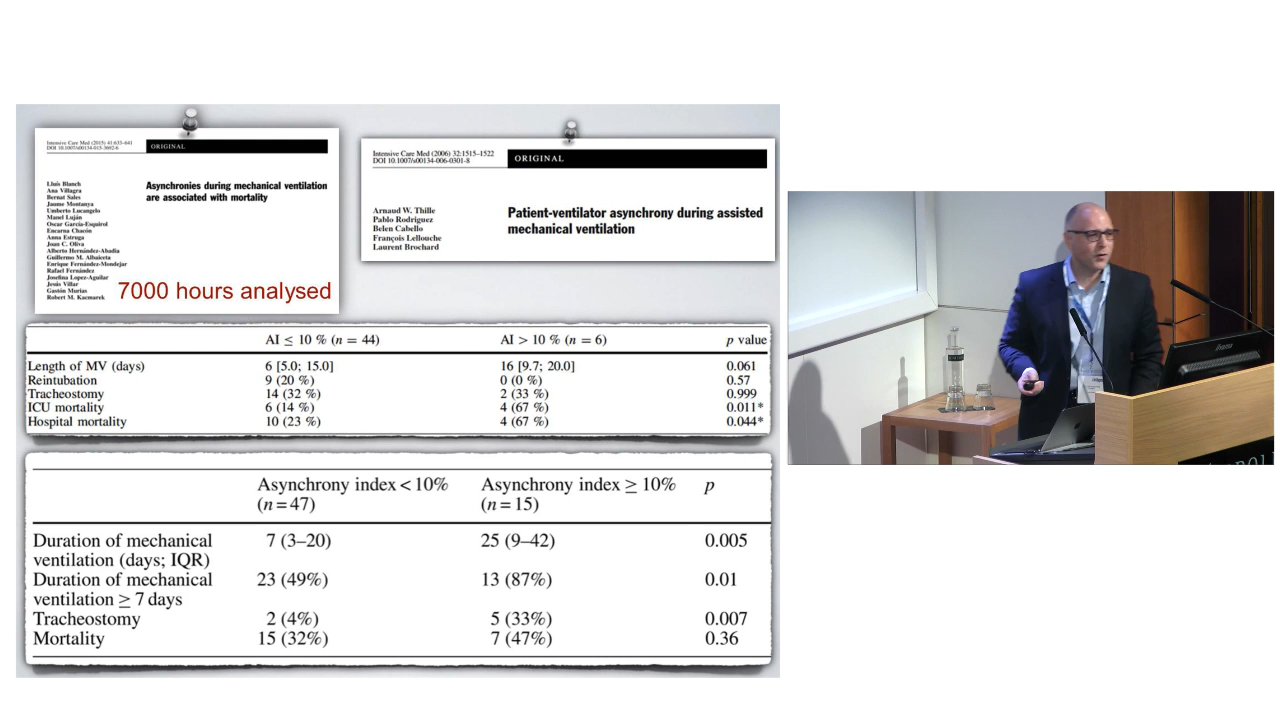 Intensive Care Med (2015) 41:633–641
DOI 10.1007/s00134-015-3692-6
ORIGINAL
Lluís Blanch
Ana Villagra
Bernat Sales
Jaume Montanya
Umberto Lucangelo
Manel Luján
Oscar García-Esquirol
Encarna Chacón
Anna Estruga
Joan C. Oliva
Alberto Hernández-Abadia
Guillermo M. Albaiceta
Enrique Fernández-Mondejar
Rafael Fernández
Josefina Lopez-Aguilar
Jesús Villar
Gastón Murias
Robert M. Kacmarek
Asynchronies during mechanical ventilation
are associated with mortality
7000 hours analysed
Intensive Care Med (2006) 32:1515–1522
DOI 10.1007/s00134-006-0301-8
ORIGINAL
Arnaud W. Thille
Pablo Rodriguez
Belen Cabello
François Lellouche
Laurent Brochard
Patient-ventilator asynchrony during assisted
mechanical ventilation
AI ≤ 10 % (n = 44) AI > 10 % (n = 6) p value
Length of MV (days) 6 [5.0; 15.0] 16 [9.7; 20.0] 0.061
Reintubation 9 (20 %) 0 (0 %) 0.57
Tracheostomy 14 (32 %) 2 (33 %) 0.999
ICU mortality 6 (14 %) 4 (67 %) 0.011*
Hospital mortality 10 (23 %) 4 (67 %) 0.044*
Asynchrony index < 10% Asynchrony index ≥ 10% p
(n = 47) (n = 15)
Duration of mechanical 7 (3–20) 25 (9–42) 0.005
ventilation (days; IQR)
Duration of mechanical 23 (49%) 13 (87%) 0.01
ventilation ≥ 7 days
Tracheostomy 2 (4%) 5 (33%) 0.007
Mortality 15 (32%) 7 (47%) 0.36